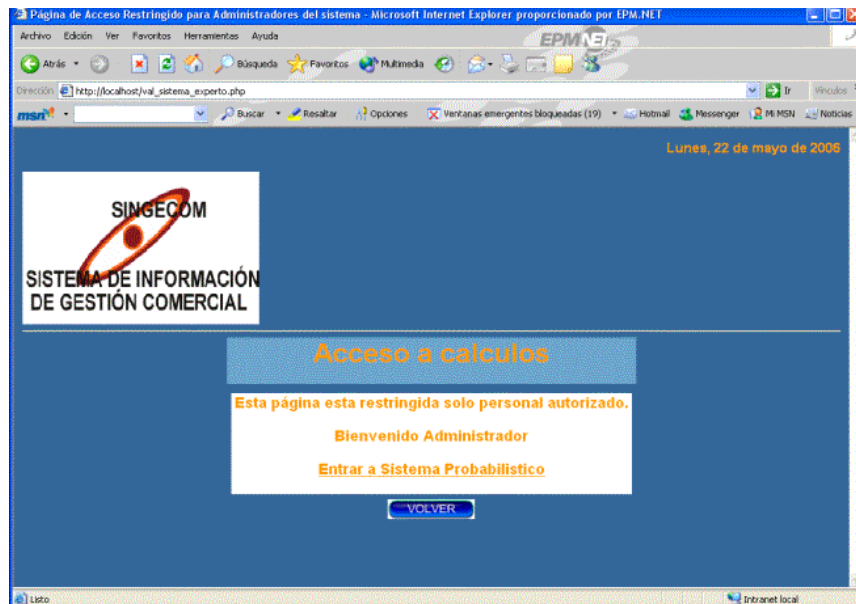 Página de Acceso Restringido para Administradores del sistema - Microsoft Internet Explorer proporcionado por EPM.NET
Archivo Edición Ver Favoritos Herramientas Ayuda
EPM NET
Atrás Búsqueda Favoritos Multimedia
Dirección http://localhost/val_sistema_experto.php Ir Vínculos
msn Buscar Resaltar Opciones Ventanas emergentes bloqueadas (19) Hotmail Messenger Mi MSN Noticias
Lunes, 22 de mayo de 2006
SINGECOM
SISTEMA DE INFORMACIÓN
DE GESTIÓN COMERCIAL
Acceso a calculos
Esta página esta restringida solo personal autorizado.
Bienvenido Administrador
Entrar a Sistema Probabilistico
VOLVER
Listo Intranet local